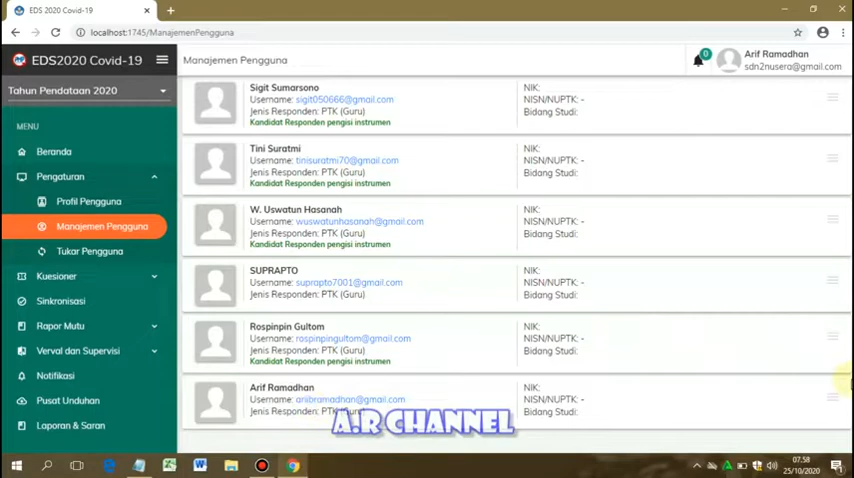 EDS 2020 Covid-19
localhost:1745/ManajemenPengguna
EDS2020 Covid-19
Manajemen Pengguna
0
Arif Ramadhan
sdn2nusera@gmail.com
Tahun Pendataan 2020
MENU
Beranda
Pengaturan
Profil Pengguna
Manajemen Pengguna
Tukar Pengguna
Kuesioner
Sinkronisasi
Rapor Mutu
Verval dan Supervisi
Notifikasi
Pusat Unduhan
Laporan & Saran
Sigit Sumarsono
Username: sigit050666@gmail.com
Jenis Responden: PTK (Guru)
Kandidat Responden pengisi instrumen
NIK:
NISN/NUPTK: -
Bidang Studi:
Tini Suratmi
Username: tinisuratmi70@gmail.com
Jenis Responden: PTK (Guru)
Kandidat Responden pengisi instrumen
NIK:
NISN/NUPTK: -
Bidang Studi:
W. Uswatun Hasanah
Username: wuswatunhasanah@gmail.com
Jenis Responden: PTK (Guru)
Kandidat Responden pengisi instrumen
NIK:
NISN/NUPTK: -
Bidang Studi:
SUPRAPTO
Username: suprapto7001@gmail.com
Jenis Responden: PTK (Guru)
NIK:
NISN/NUPTK: -
Bidang Studi:
Rospinpin Gultom
Username: rospinpingultom@gmail.com
Jenis Responden: PTK (Guru)
Kandidat Responden pengisi instrumen
NIK:
NISN/NUPTK: -
Bidang Studi:
Arif Ramadhan
Username: ariibramadhan@gmail.com
Jenis Responden: PTK (Guru)
NIK:
NISN/NUPTK: -
Bidang Studi:
A.R CHANNEL
07.58
25/10/2020